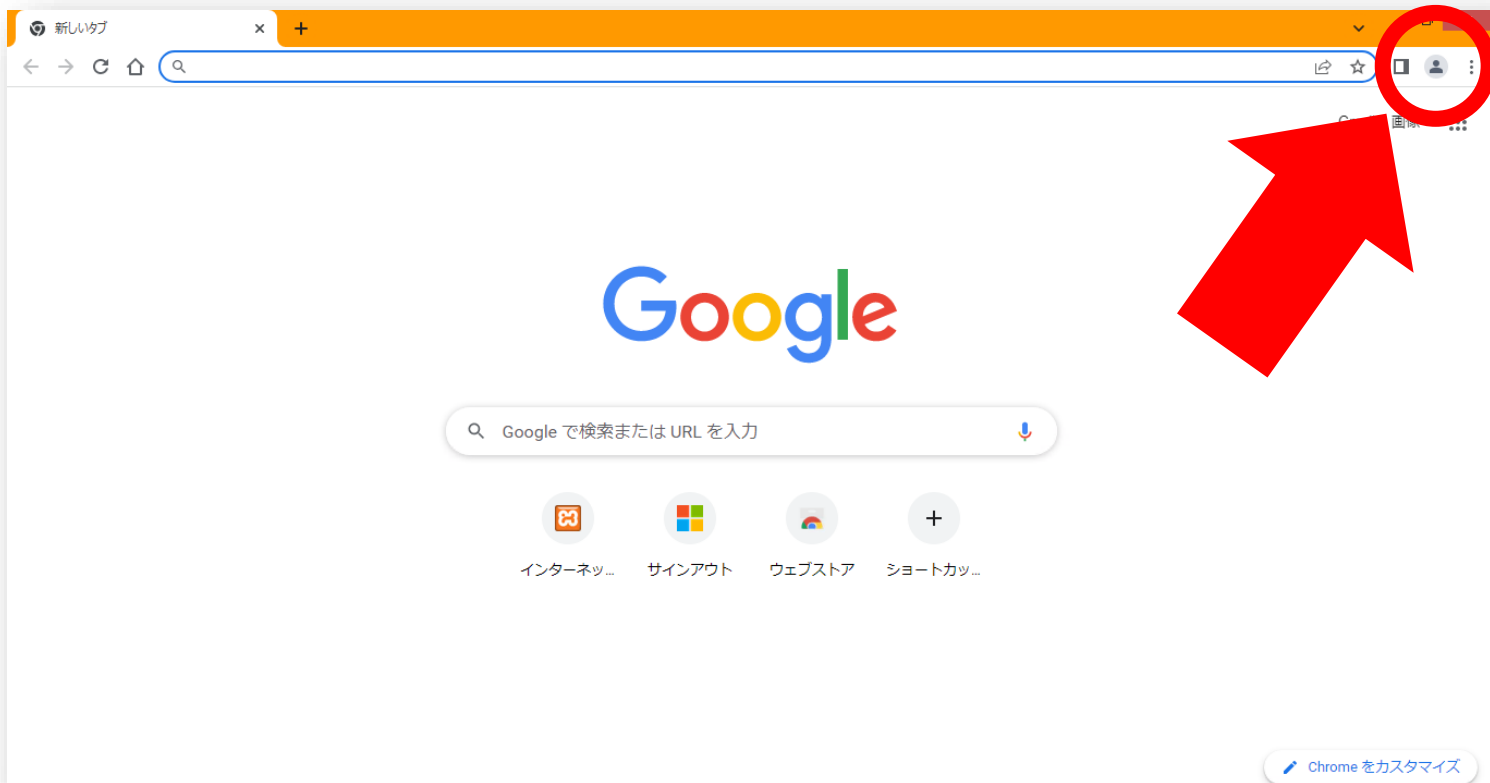 新しいタブ
画像
Google
Google で検索または URL を入力
インターネッ...
サインアウト
ウェブストア
ショートカッ...
Chrome をカスタマイズ